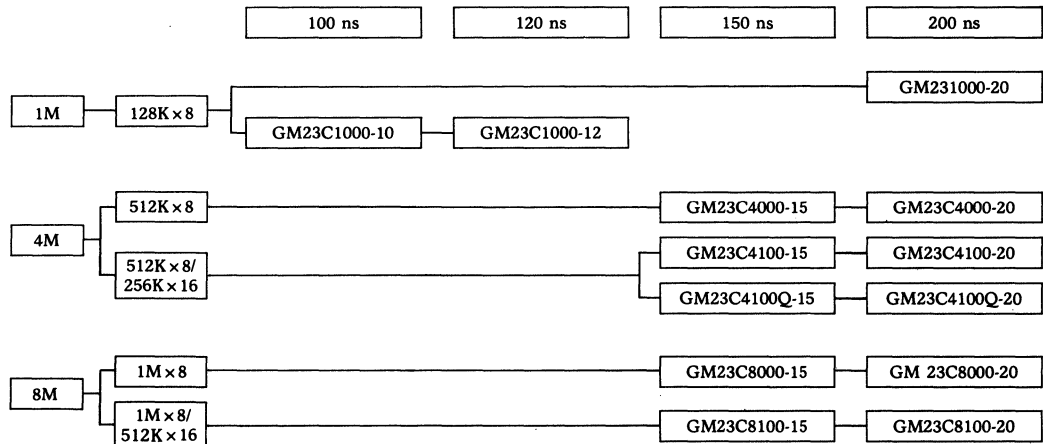 100 ns
120 ns
150 ns
200 ns
GM231000-20
1M
128K×8
GM23C1000-10
GM23C1000-12
512K×8
GM23C4000-15
GM23C4000-20
4M
512K×8/
256K×16
GM23C4100-15
GM23C4100-20
GM23C4100Q-15
GM23C4100Q-20
8M
1M×8
GM23C8000-15
GM 23C8000-20
1M×8/
512K×16
GM23C8100-15
GM23C8100-20